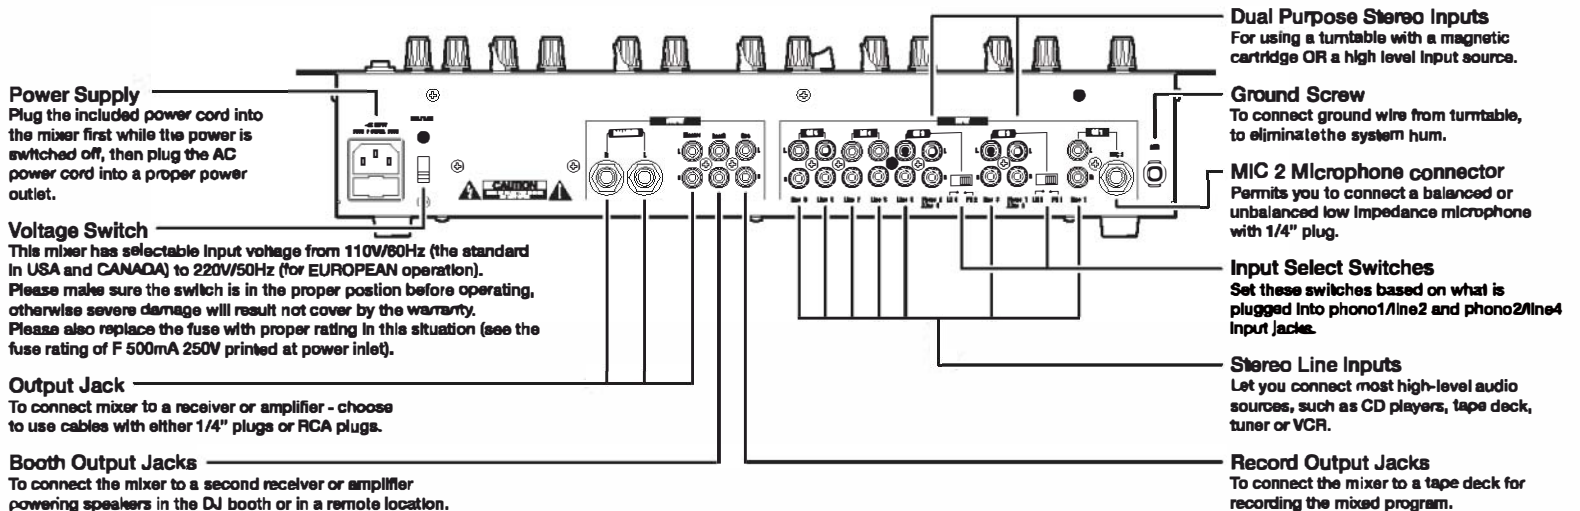 Power Supply
Plug the included power cord into
the mixer first while the power is
switched off, then plug the AC
power cord into a proper power
outlet.
Voltage Switch
This mixer has selectable input voltage from 110V/60Hz (the standard
in USA and CANADA) to 220V/50Hz (for EUROPEAN operation).
Please make sure the switch is in the proper postion before operating,
otherwise severe damage will result not cover by the warranty.
Please also replace the fuse with proper rating in this situation (see the
fuse rating of F 500mA 250V printed at power inlet).
Output Jack
To connect mixer to a receiver or amplifier - choose
to use cables with either 1/4" plugs or RCA plugs.
Booth Output Jacks
To connect the mixer to a second receiver or amplifier
powering speakers in the DJ booth or in a remote location.
CAUTION
R L
L
R
MIC 2
Line 7
Dual Purpose Stereo Inputs
For using a turntable with a magnetic
cartridge OR a high level input source.
Ground Screw
To connect ground wire from turntable,
to eliminatethe system hum.
MIC 2 Microphone connector
Permits you to connect a balanced or
unbalanced low impedance microphone
with 1/4" plug.
Input Select Switches
Set these switches based on what is
plugged into phono1/line2 and phono2/line4
input jacks.
Stereo Line Inputs
Let you connect most high-level audio
sources, such as CD players, tape deck,
tuner or VCR.
Record Output Jacks
To connect the mixer to a tape deck for
recording the mixed program.